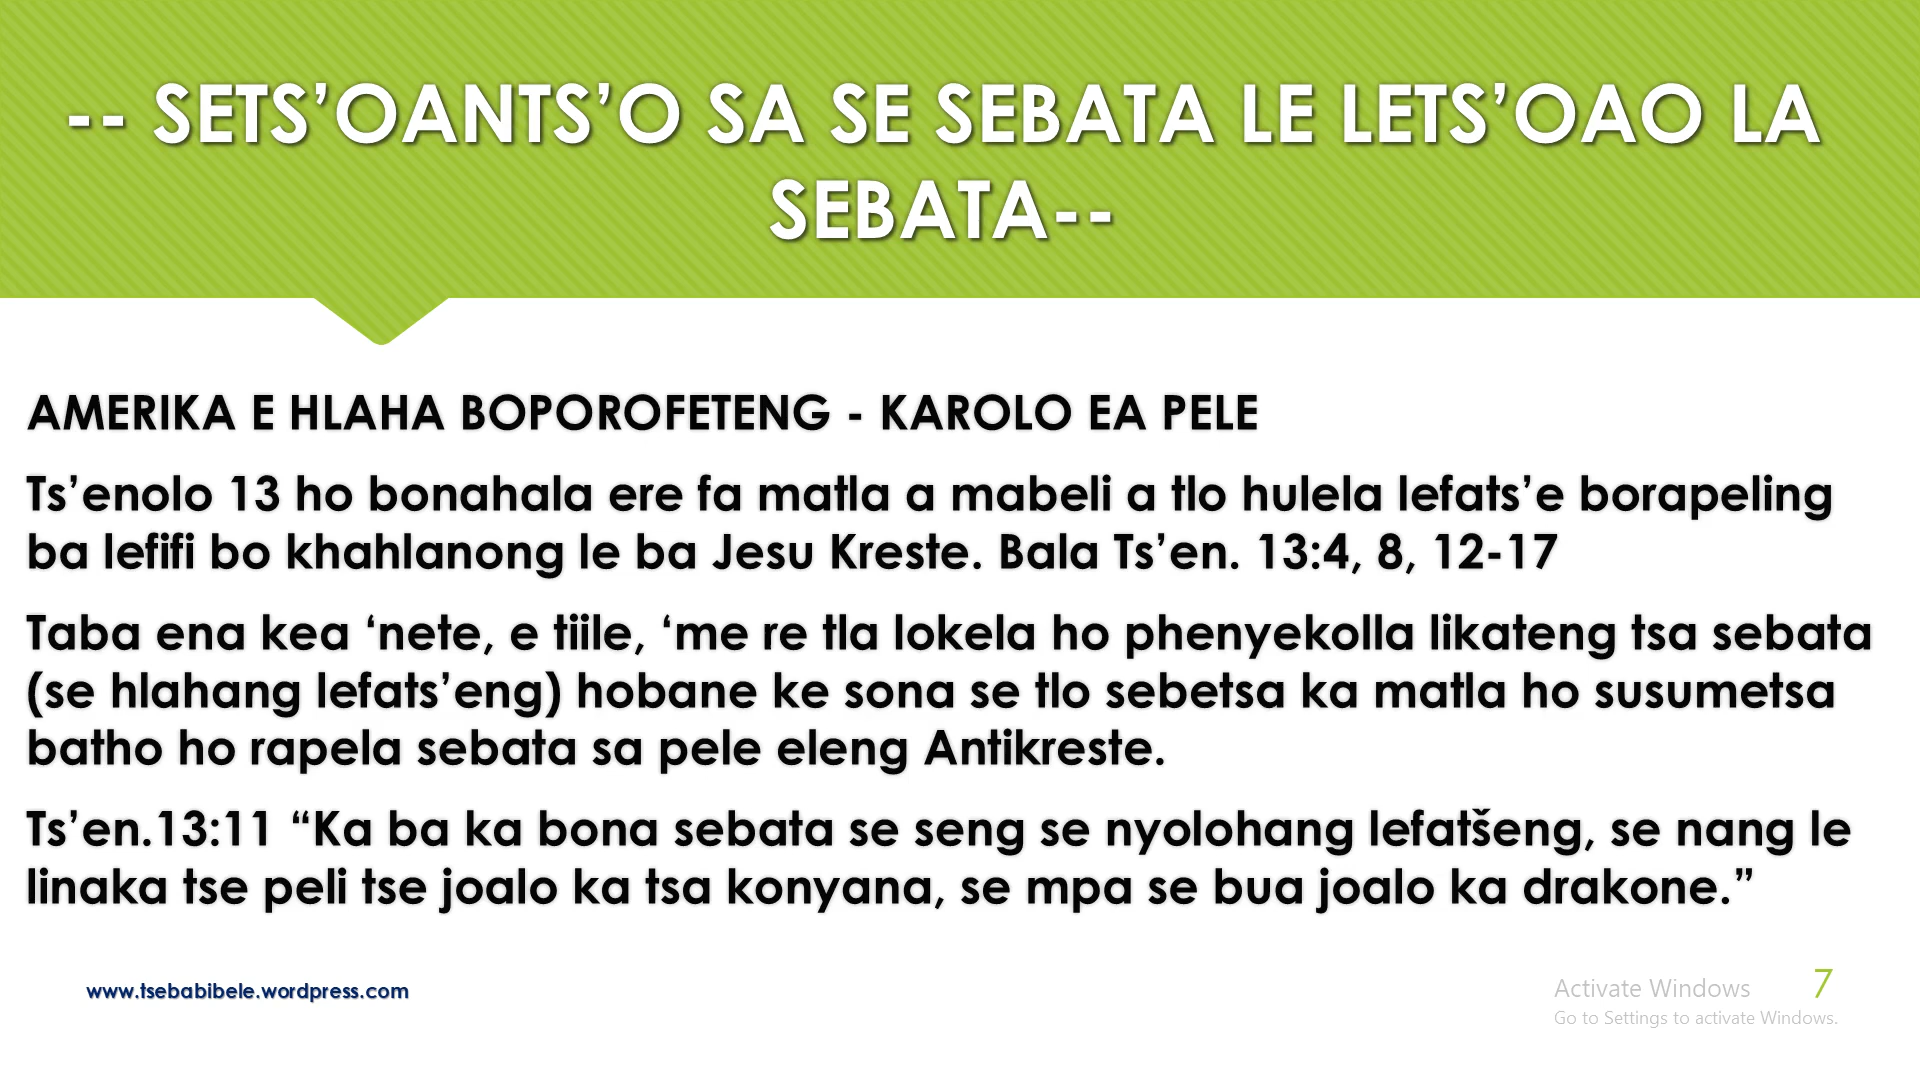 -- SETS’OANTS’O SA SE SEBATA LE LETS’OAO LA
SEBATA--
AMERIKA E HLAHA BOPOROFETENG - KAROLO EA PELE
Ts’enolo 13 ho bonahala ere fa matla a mabeli a tlo hulela lefats’e borapeling
ba lefifi bo khahlanong le ba Jesu Kreste. Bala Ts’en. 13:4, 8, 12-17
Taba ena kea ‘nete, e tiile, ‘me re tla lokela ho phenyekolla likateng tsa sebata
(se hlahang lefats’eng) hobane ke sona se tlo sebetsa ka matla ho susumetsa
batho ho rapela sebata sa pele eleng Antikreste.
Ts’en.13:11 “Ka ba ka bona sebata se seng se nyolohang lefatšeng, se nang le
linaka tse peli tse joalo ka tsa konyana, se mpa se bua joalo ka drakone.”
www.tsebabibele.wordpress.com
Activate Windows
7
Go to Settings to activate Windows.